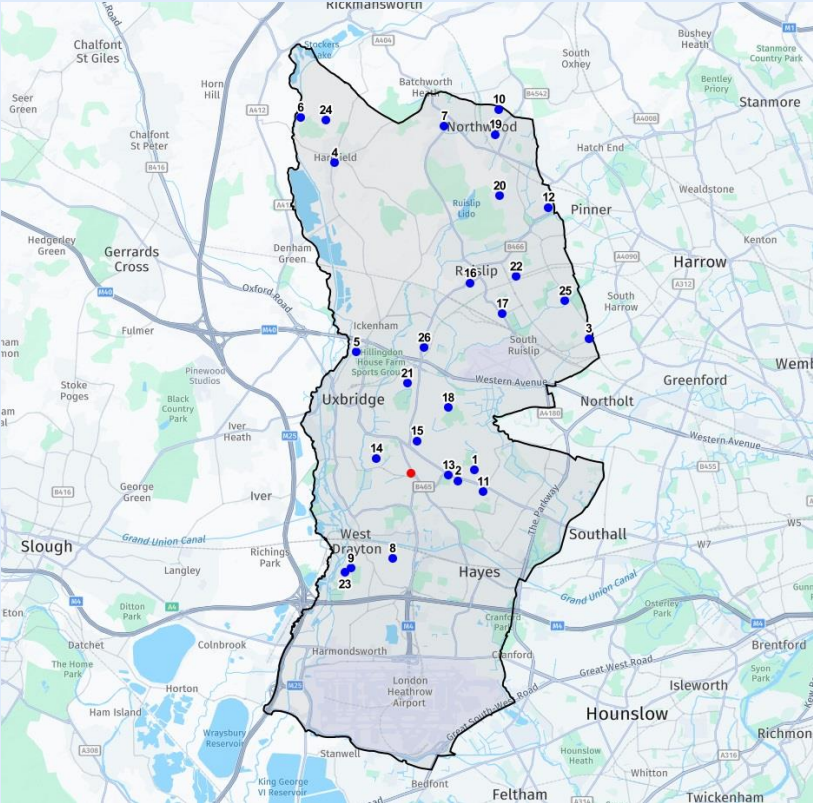 Rickmansworth
Road
Chalfont
St Giles
Stockers
Lake
A404
Bushey
Heath
M1
Stanmore
Country Park
South
Oxhey
Bentley
Priory
Horn
Hill
Batchworth
Heath
Seer
Green
A412
6
24
10
B4542
Stanmore
7
Northwood
19
A4008
Chalfont
St Peter
Hatch End
B416
4
Harefield
Wealdstone
20
12
Ruislip
Lido
Pinner
Hedgerley
Green
Gerrards
Cross
Denham
Green
B466
A4090
Kenton
Harrow
16
Ruislip
22
A312
M40
Oxford Road
25
South
Harrow
17
Fulmer
M40
Ickenham
26
3
5
Hillingdon
House Farm
Sports Ground
South
Ruislip
Pinewood
Studios
21
Western Avenue
Greenford
Stoke
Poges
Black
Country
Park
Uxbridge
18
Northolt
A4180
Iver
Heath
M25
15
Western Avenue
14
13
2
1
B455
George
Green
B416
Iver
B465
11
The Parkway
W5
Grand Union Canal
West
Drayton
Southall
Slough
Richings
Park
W7
Langley
9
8
23
Hayes
Grand Union Canal
M4
Ditton
Park
A4
Osterley
Park
Eton
Cranford
Park
M4
M4
Datchet
Colnbrook
Brentford
Harmondsworth
Cranford
The Home
Park
Great West Road
Syon
Park
Horton
M25
London
Heathrow
Airport
Isleworth
Ham Island
Great South-West Road
Hounslow
Wraysbury
Reservoir
Richmon
A308
Stanwell
Hounslow
Heath
A316
King George
VI Reservoir
Bedfont
Whitton
Feltham
Twickenham